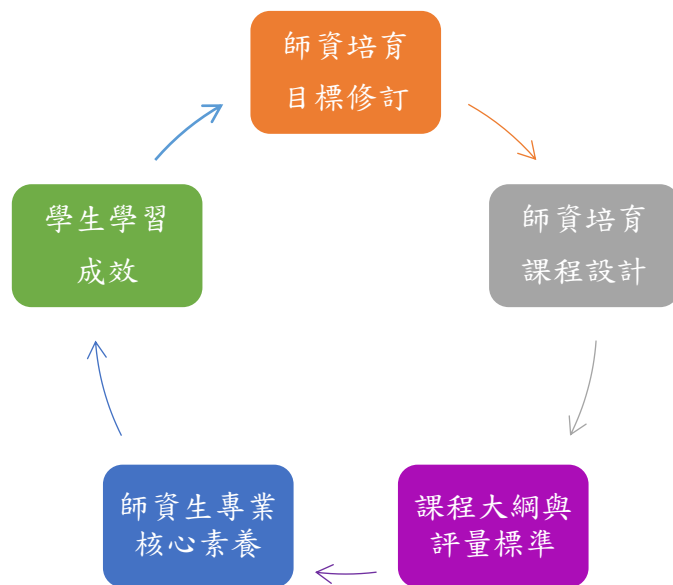 師資培育
目標修訂
師資培育
課程設計
課程大綱與
評量標準
師資生專業
核心素養
學生學習
成效